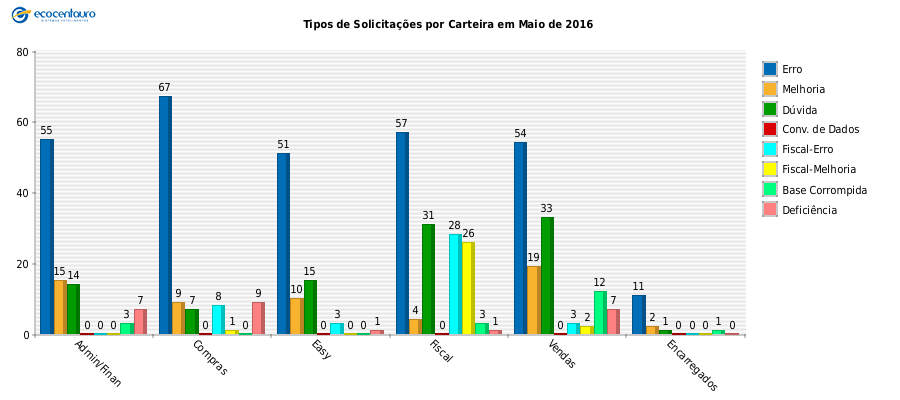 ecocentauro
Tipos de Solicitações por Carteira em Maio de 2016
80
60
40
20
0
55 15 14 0 0 0 3 7
67 9 7 0 8 1 0 9
51 10 15 0 3 0 0 1
57 4 31 0 28 26 3 1
54 19 33 0 3 2 12 7
11 2 1 0 0 0 1 0
Admin/Finan
Compras
Easy
Fiscal
Vendas
Encarregados
Erro
Melhoria
Dúvida
Conv. de Dados
Fiscal-Erro
Fiscal-Melhoria
Base Corrompida
Deficiência